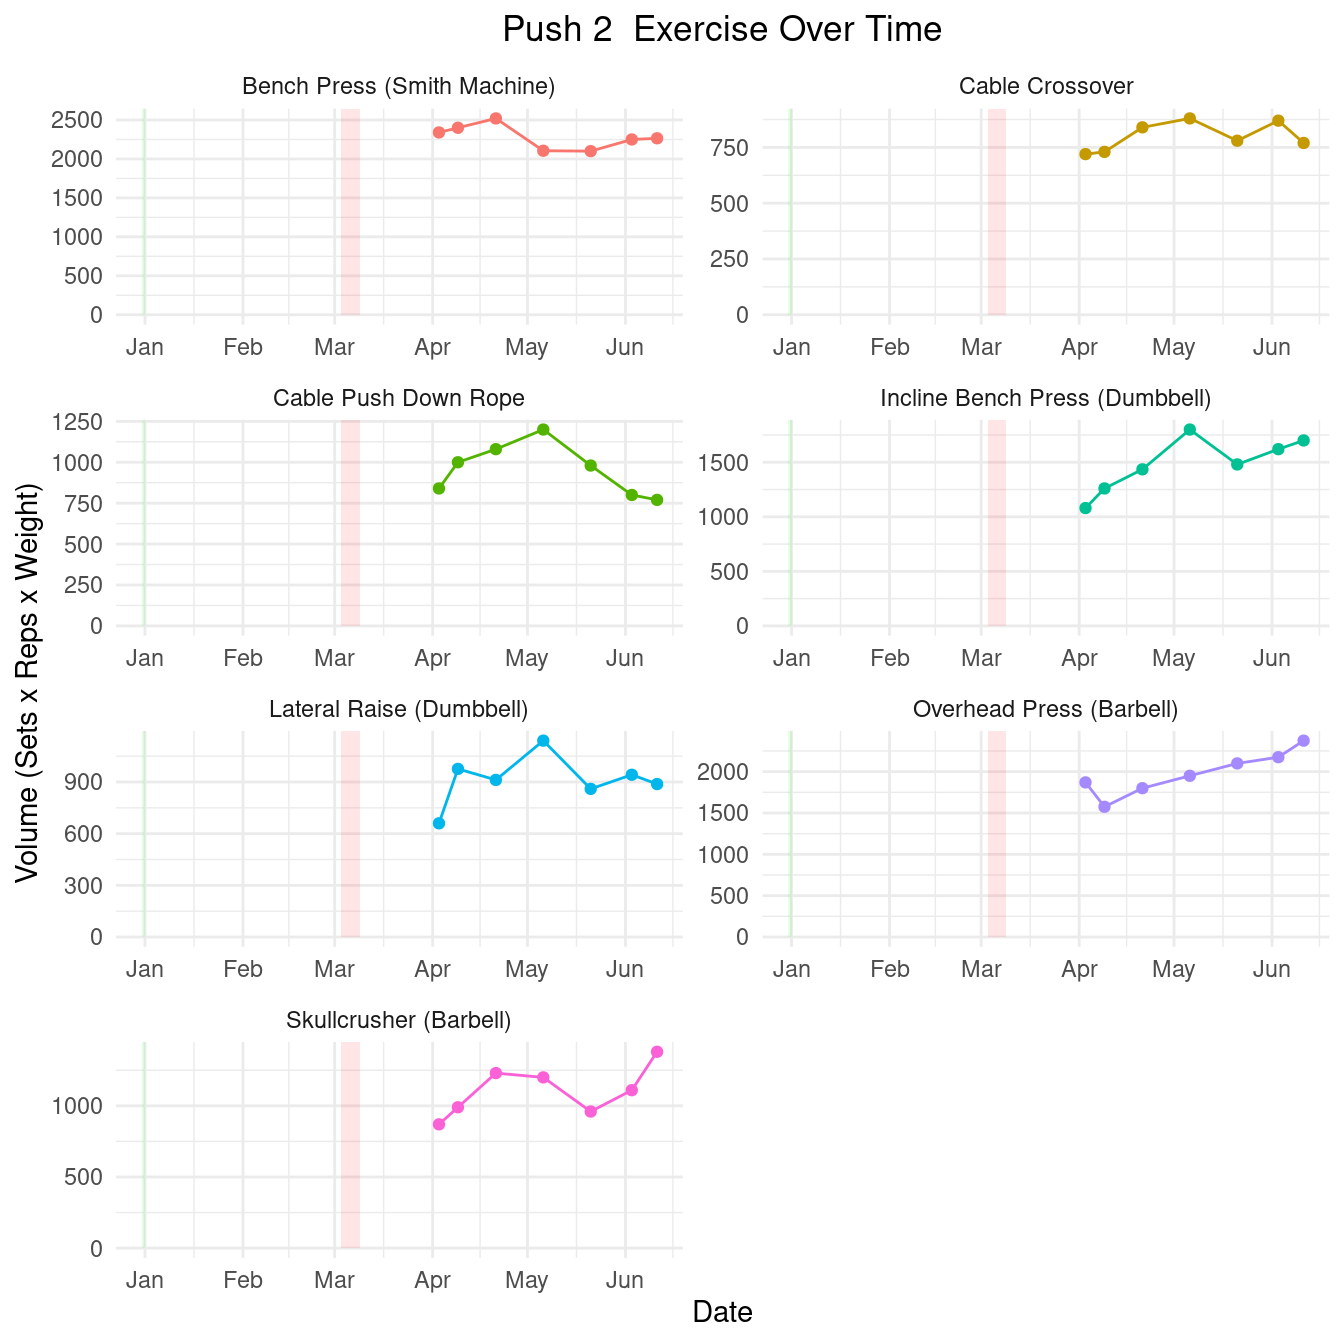 Push 2  Exercise Over Time
Bench Press (Smith Machine)
2500
2000
1500
1000
500
0
Jan Feb Mar Apr May Jun
Cable Crossover
750
500
250
0
Jan Feb Mar Apr May Jun
Cable Push Down Rope
1250
1000
750
500
250
0
Jan Feb Mar Apr May Jun
Incline Bench Press (Dumbbell)
1500
1000
500
0
Jan Feb Mar Apr May Jun
Lateral Raise (Dumbbell)
900
600
300
0
Jan Feb Mar Apr May Jun
Overhead Press (Barbell)
2000
1500
1000
500
0
Jan Feb Mar Apr May Jun
Skullcrusher (Barbell)
1000
500
0
Jan Feb Mar Apr May Jun
Volume (Sets x Reps x Weight)
Date